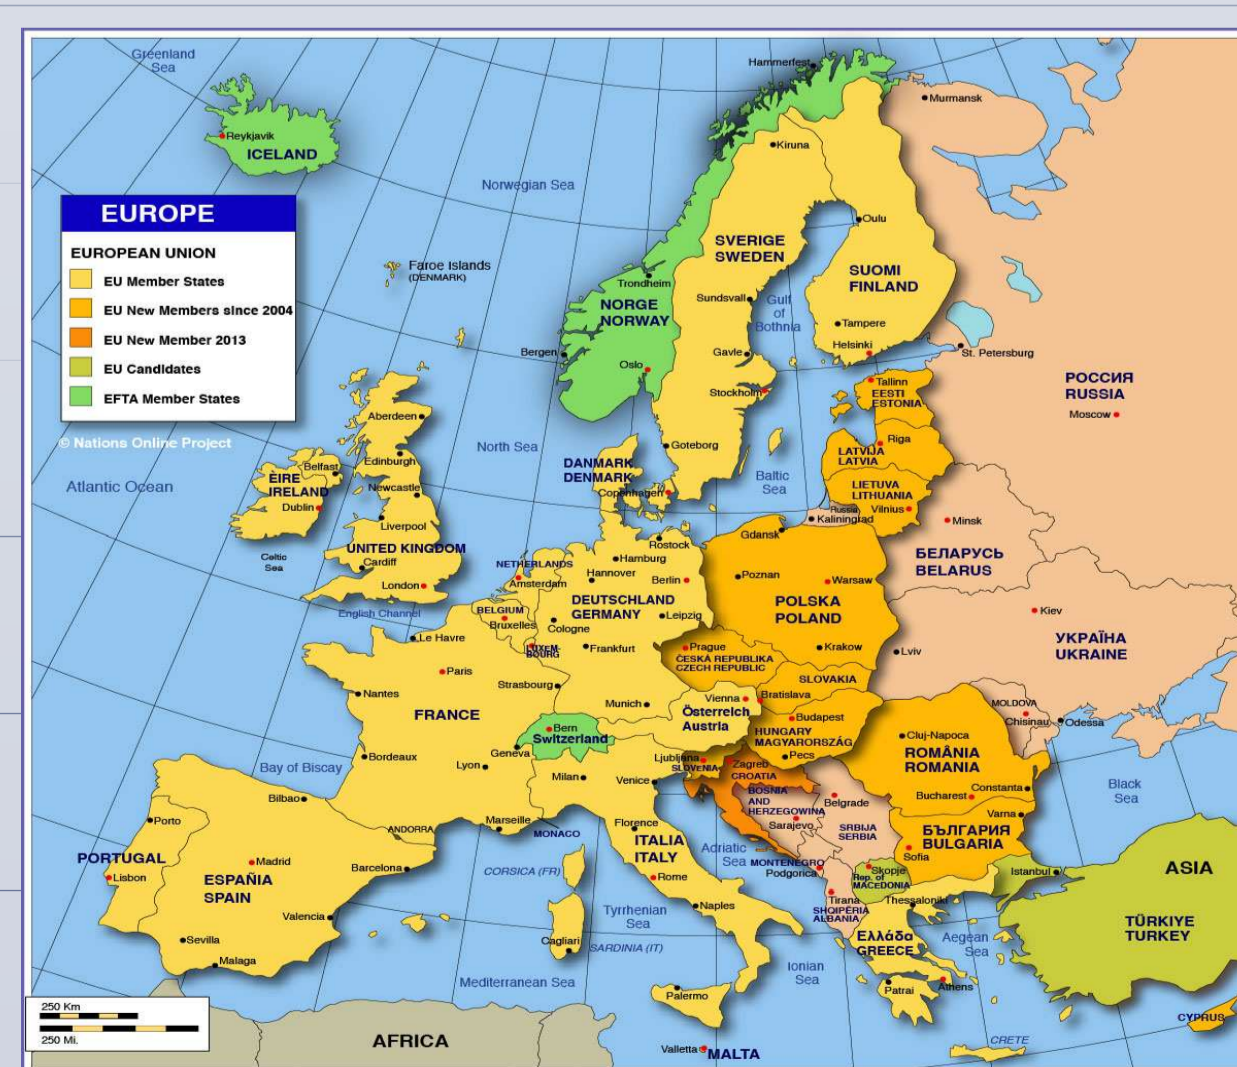 Greenland
Sea
Hammerfest
Murmansk
Reykjavik
ICELAND
Kiruna
Norwegian Sea
EUROPE
EUROPEAN UNION
EU Member States
EU New Members since 2004
EU New Member 2013
EU Candidates
EFTA Member States
© Nations Online Project
Oulu
SVERIGE
SWEDEN
SUOMI
FINLAND
Faroe Islands
(DENMARK)
Trondheim
NORGE
NORWAY
Sundsvall
Gulf
of
Bothnia
Tampere
Helsinki
St. Petersburg
Bergen
Gavle
Oslo
Stockholm
Tallinn
EESTI
ESTONIA
РОССИЯ
RUSSIA
Moscow
Aberdeen
North Sea
Goteborg
Riga
LATVIJA
LATVIA
Edinburgh
Belfast
DANMARK
DENMARK
Baltic
Sea
Atlantic Ocean
ÈIRE
IRELAND
Newcastle
Copenhagen
LIETUVA
LITHUANIA
Dublin
Vilnius
Russia
Kaliningrad
Minsk
Liverpool
Gdansk
Celtic
Sea
UNITED KINGDOM
Cardiff
London
Rostock
Hamburg
БЕЛАРУСЬ
BELARUS
NETHERLANDS
Amsterdam
Hannover
Berlin
Poznan
Warsaw
English Channel
BELGIUM
Bruxelles
DEUTSCHLAND
GERMANY
Leipzig
POLSKA
POLAND
Kiev
Cologne
Le Havre
LUXEM-
BOURG
Frankfurt
Prague
ČESKÁ REPUBLIKA
CZECH REPUBLIC
Krakow
Lviv
УКРАÏНА
UKRAINE
Paris
Strasbourg
SLOVAKIA
Nantes
Munich
Vienna
Bratislava
Österreich
Austria
MOLDOVA
Chisinau
Odessa
FRANCE
Bern
Switzerland
Budapest
HUNGARY
MAGYARORSZÁG
Cluj-Napoca
Geneva
Pecs
ROMÂNIA
ROMANIA
Bordeaux
Lyon
Ljubljana
SLOVENIA
Zagreb
CROATIA
Bay of Biscay
Milan
Venice
BOSNIA
AND
HERZEGOWINA
Belgrade
Bucharest
Constanta
Black
Sea
Bilbao
Sarajevo
SRBIJA
SERBIA
Varna
Porto
Marseille
MONACO
Florence
БЪЛГАРИЯ
BULGARIA
ANDORRA
ITALIA
ITALY
Adriatic
Sea
Sofia
PORTUGAL
Lisbon
Madrid
Barcelona
CORSICA (FR)
Rome
MONTENEGRO
Podgorica
Skopje
Rep. of
MACEDONIA
Istanbul
ASIA
ESPAÑIA
SPAIN
Valencia
Tyrrhenian
Sea
Naples
Tirana
SHQIPËRIA
ALBANIA
Thessaloniki
TÜRKIYE
TURKEY
Sevilla
Cagliari
SARDINIA (IT)
Ελλάδα
GREECE
Aegean
Sea
Malaga
Mediterranean Sea
Ionian
Sea
Palermo
Patrai
Athens
250 Km
250 Mi.
CYPRUS
AFRICA
Valletta
MALTA
CRETE